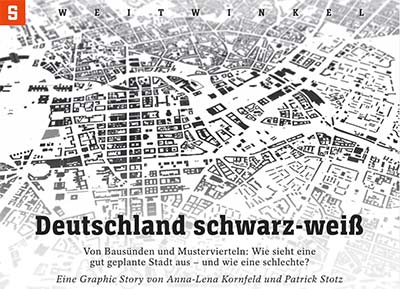 S WEITWINKEL
Deutschland schwarz-weiß
Von Bausünden und Mustervierteln: Wie sieht eine
gut geplante Stadt aus – und wie eine schlechte?
Eine Graphic Story von Anna-Lena Kornfeld und Patrick Stotz